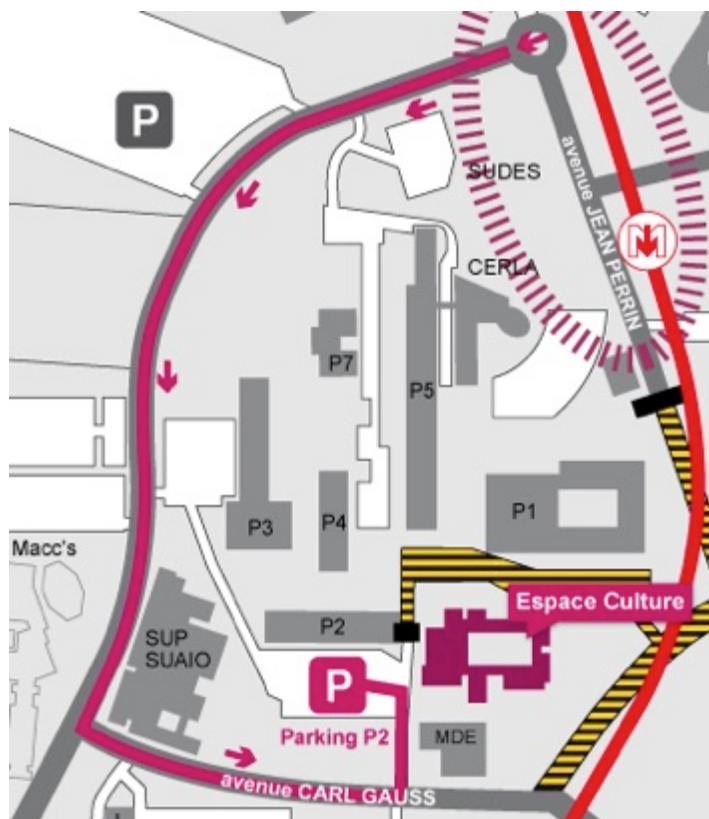 P
SUDES
avenue JEAN PERRIN
M
CERLA
P7
P5
P3
P4
P1
Macc's
Espace Culture
P2
SUP
SUAIO
P
Parking P2
MDE
avenue CARL GAUSS